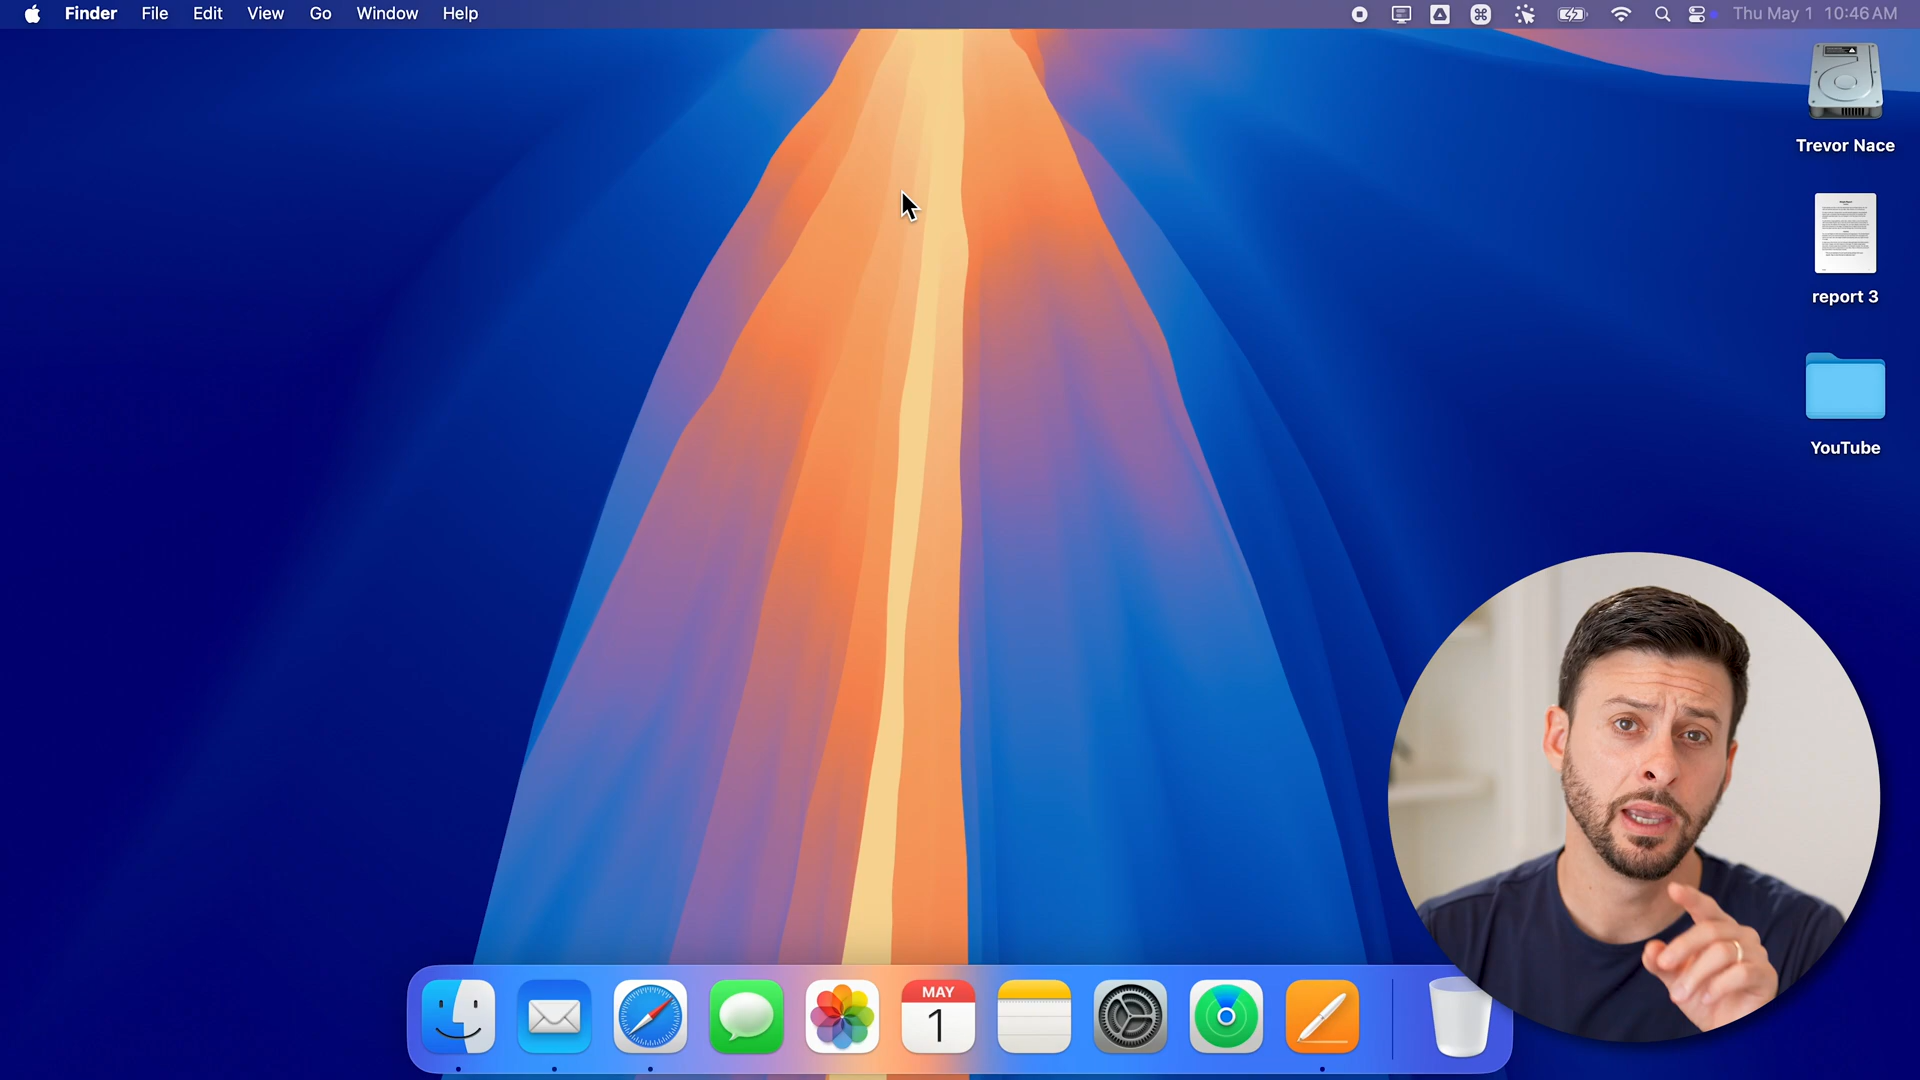 Finder File Edit View Go Window Help Thu May 1 10:46 AM
Trevor Nace
report 3
YouTube
MAY
1